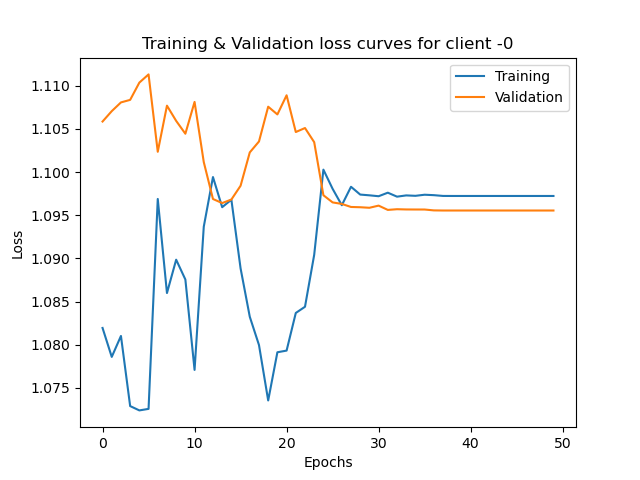 Training & Validation loss curves for client -0
Training
Validation
1.110
1.105
1.100
1.095
1.090
1.085
1.080
1.075
Loss
0 10 20 30 40 50
Epochs